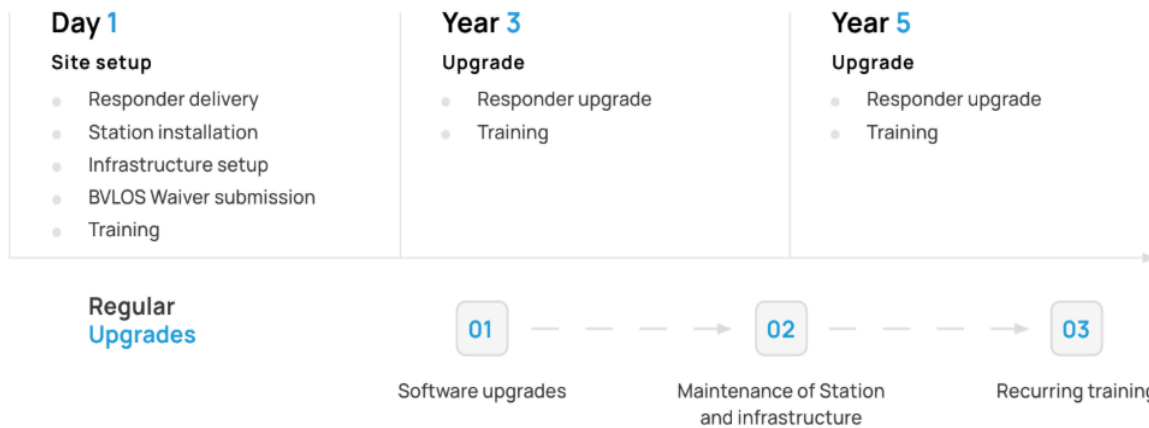 Day 1
Site setup
Responder delivery
Station installation
Infrastructure setup
BVLOS Waiver submission
Training
Year 3
Upgrade
Responder upgrade
Training
Year 5
Upgrade
Responder upgrade
Training
Regular
Upgrades
01
Software upgrades
02
Maintenance of Station
and infrastructure
03
Recurring training